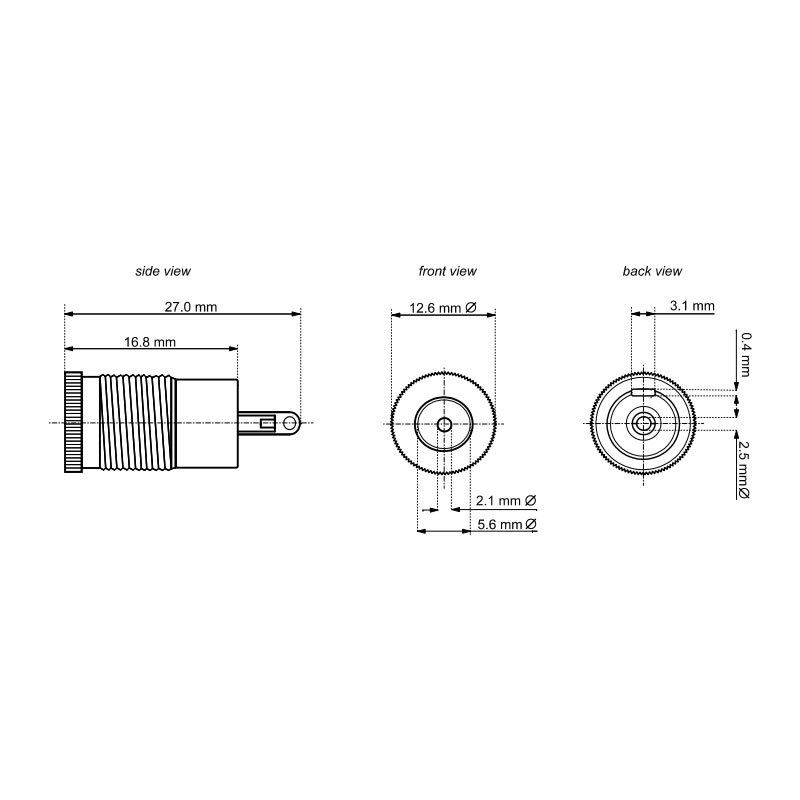 side view
front view
back view
27.0 mm
16.8 mm
12.6 mm Ø
2.1 mm Ø
5.6 mm Ø
3.1 mm
0.4 mm
2.5 mmØ